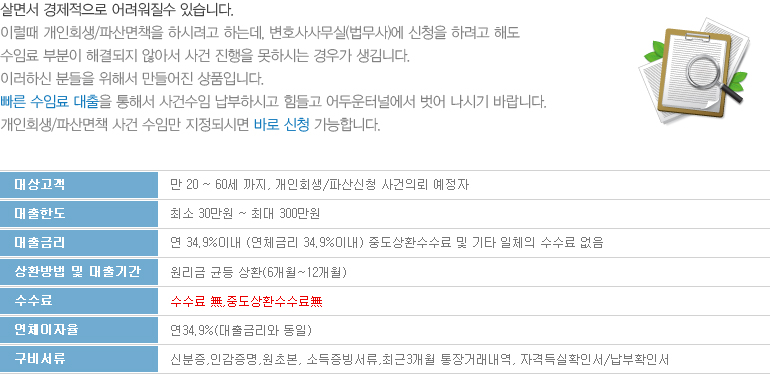 살면서 경제적으로 어려워질수 있습니다.
이럴때 개인회생/파산면책을 하시려고 하는데, 변호사사무실(법무사)에 신청을 하려고 해도
수임료 부분이 해결되지 않아서 사건 진행을 못하시는 경우가 생깁니다.
이러하신 분들을 위해서 만들어진 상품입니다.
빠른 수임료 대출을 통해서 사건수임 납부하시고 힘들고 어두운터널에서 벗어 나시기 바랍니다.
개인회생/파산면책 사건 수임만 지정되시면 바로 신청 가능합니다.
대상고객 만 20 ~ 60세 까지, 개인회생/파산신청 사건의뢰 예정자
대출한도 최소 30만원 ~ 최대 300만원
대출금리 연 34.9%이내 (연체금리 34.9%이내) 중도상환수수료 및 기타 일체의 수수료 없음
상환방법 및 대출기간 원리금 균등 상환(6개월~12개월)
수수료 수수료 無,중도상환수수료無
연체이자율 연34.9%(대출금리와 동일)
구비서류 신분증,인감증명,원초본, 소득증빙서류,최근3개월 통장거래내역, 자격득실확인서/납부확인서